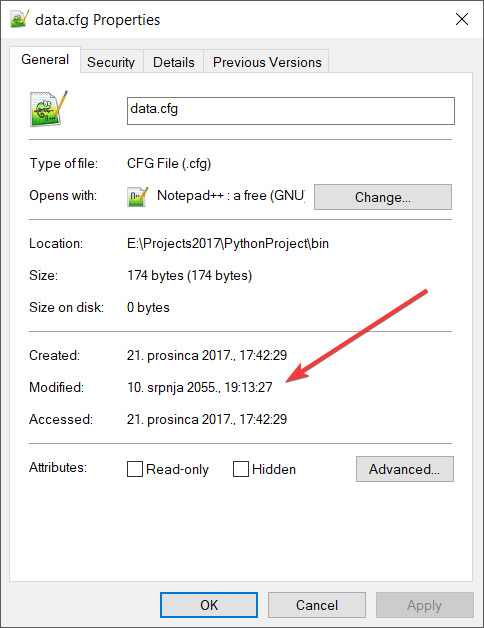 data.cfg Properties
General Security Details Previous Versions
data.cfg
Type of file: CFG File (.cfg)
Opens with: Notepad++ : a free (GNU) Change...
Location: E:\Projects2017\PythonProject\bin
Size: 174 bytes (174 bytes)
Size on disk: 0 bytes
Created: 21. prosinca 2017., 17:42:29
Modified: 10. srpnja 2055., 19:13:27
Accessed: 21. prosinca 2017., 17:42:29
Attributes: Read-only Hidden Advanced...
OK Cancel Apply